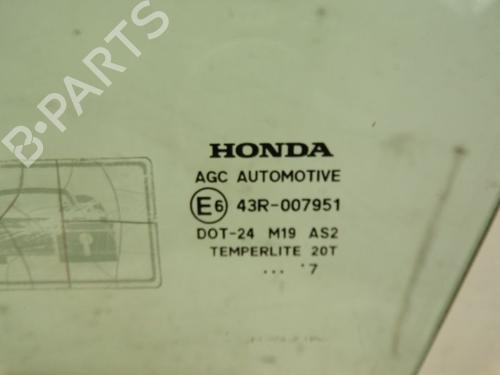 B·PARTS
HONDA
AGC AUTOMOTIVE
E6 43R-007951
DOT-24 M19 AS2
TEMPERLITE 20T
... '7